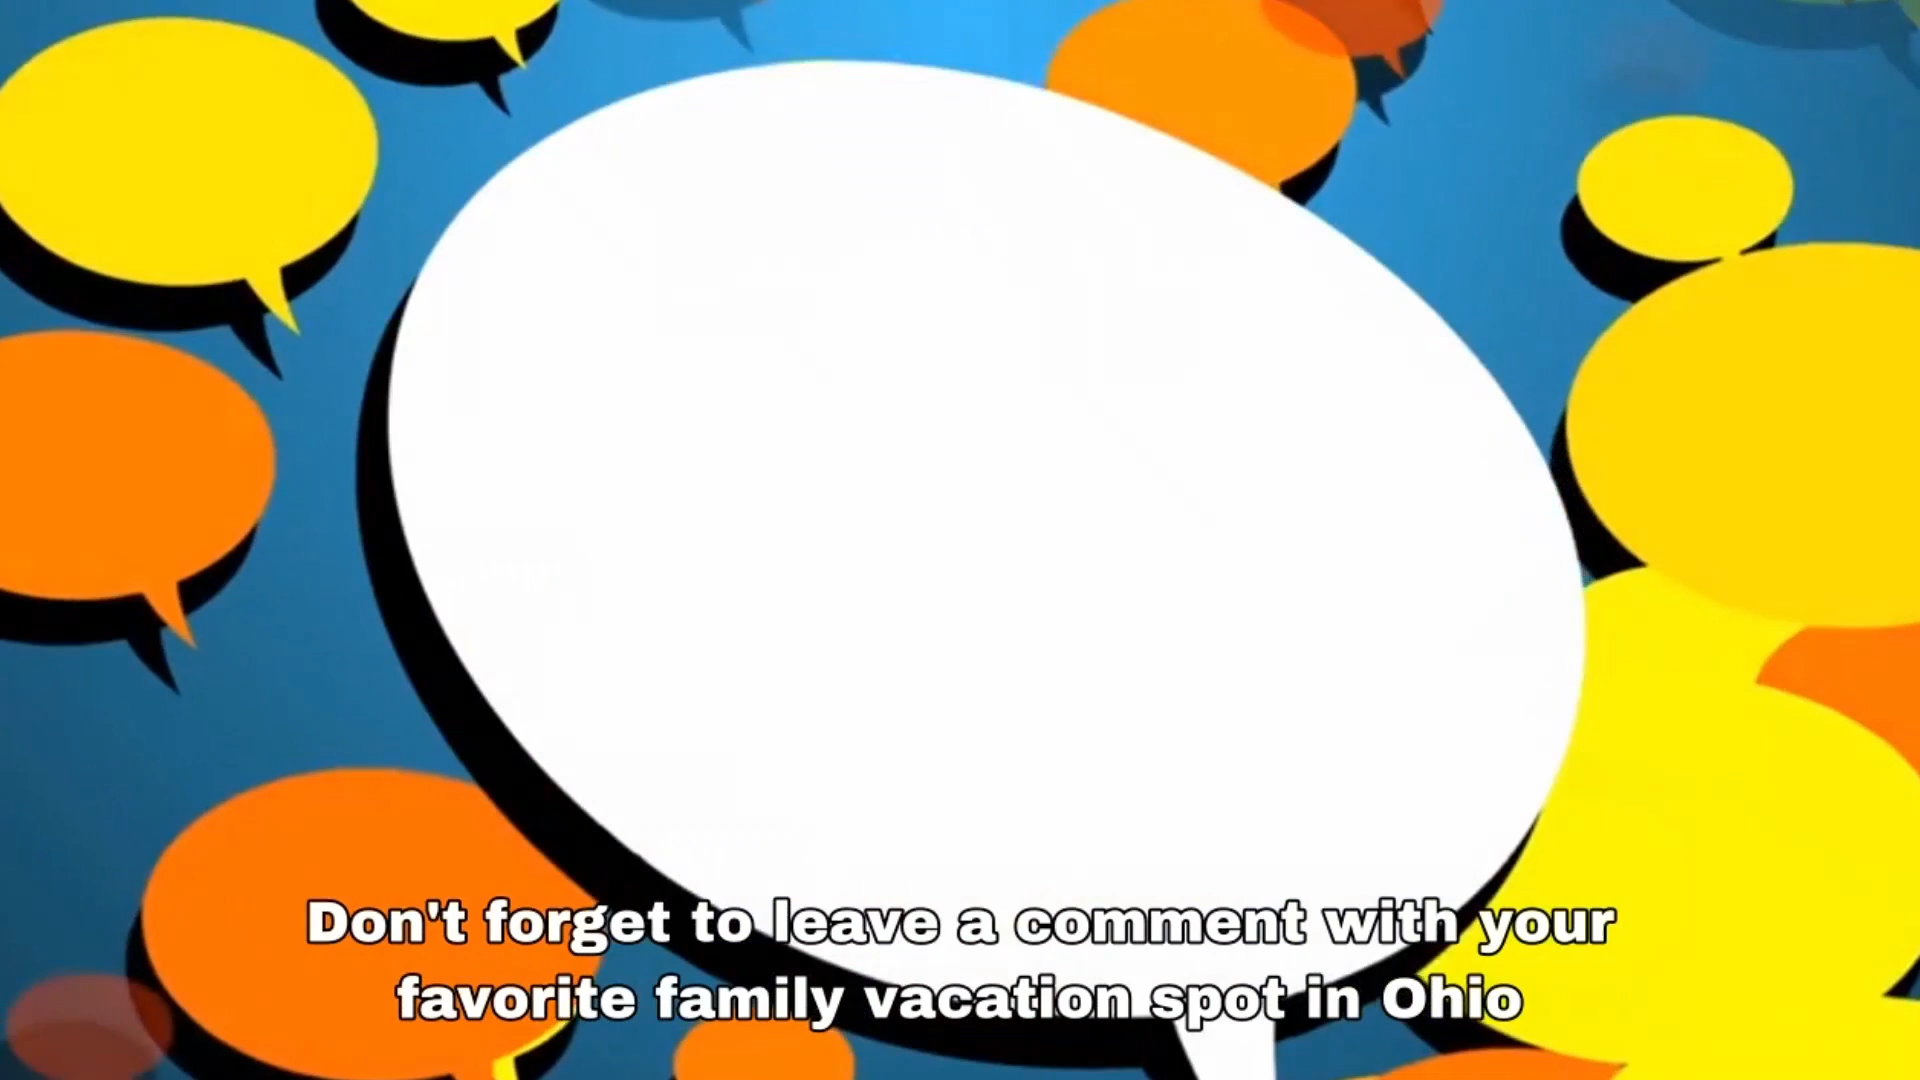 Don't forget to leave a comment with your
favorite family vacation spot in Ohio